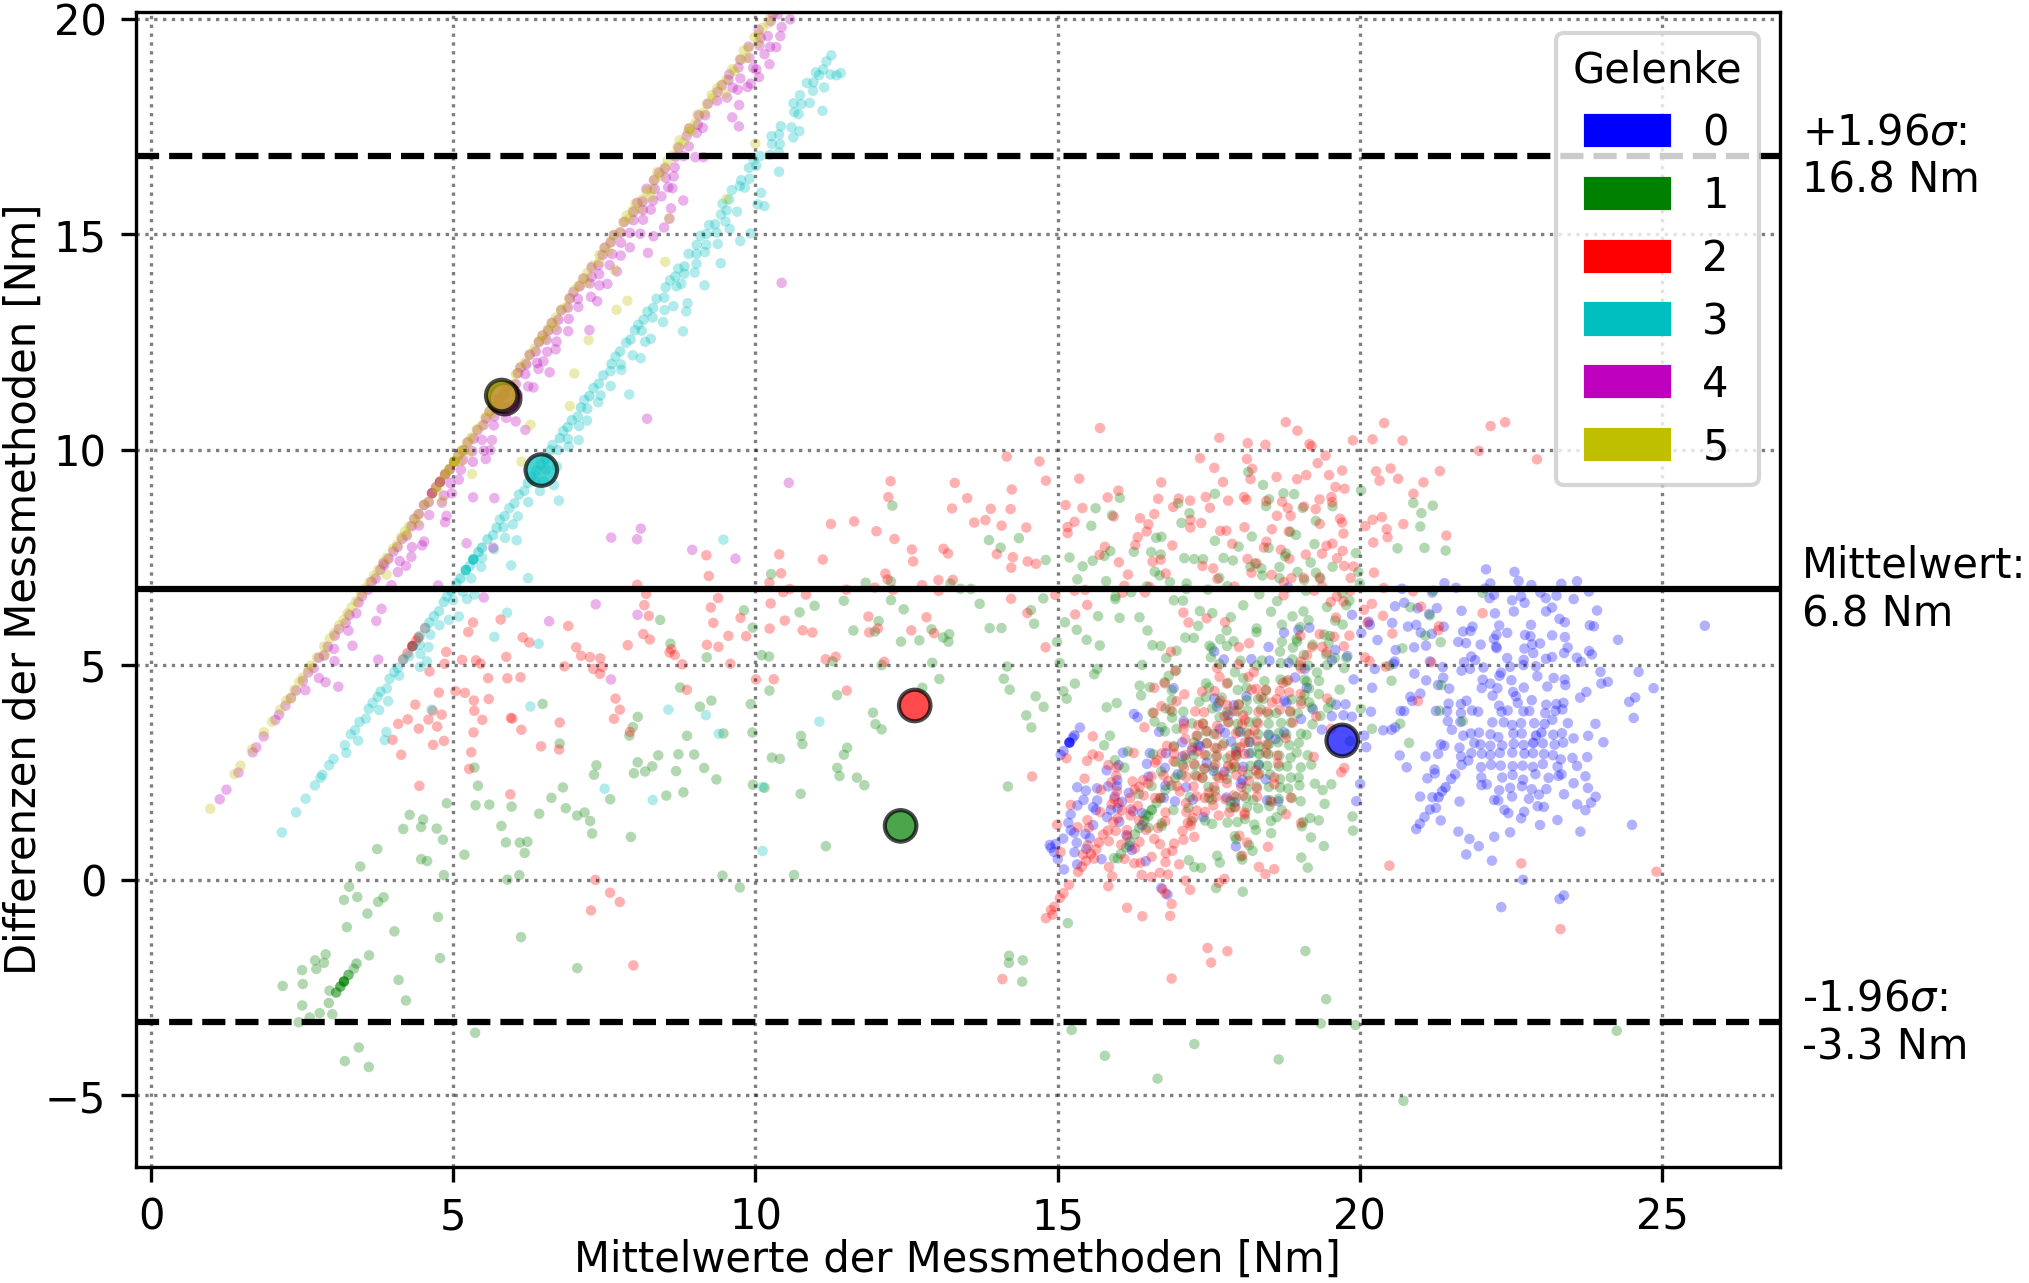 20
15
10
5
0
−5
0
5
10
15
20
25
Differenzen der Messmethoden [Nm]
Mittelwerte der Messmethoden [Nm]
Gelenke
0
1
2
3
4
5
+1.96σ:
16.8 Nm
Mittelwert:
6.8 Nm
-1.96σ:
-3.3 Nm